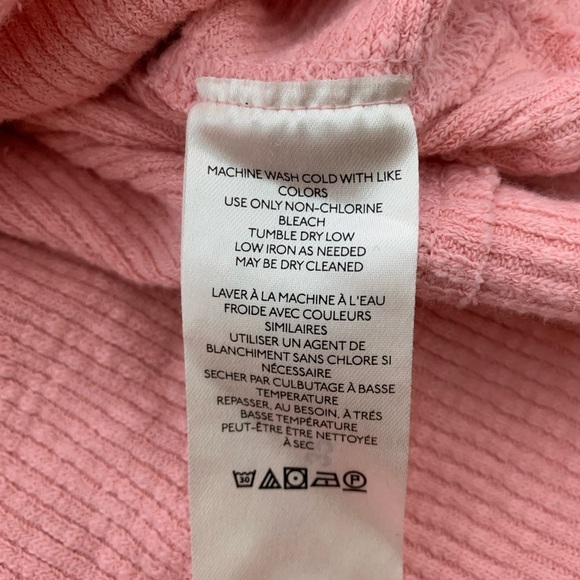 MACHINE WASH COLD WITH LIKE
COLORS
USE ONLY NON-CHLORINE
BLEACH
TUMBLE DRY LOW
LOW IRON AS NEEDED
MAY BE DRY CLEANED
LAVER À LA MACHINE À L'EAU
FROIDE AVEC COULEURS
SIMILAIRES
UTILISER UN AGENT DE
BLANCHIMENT SANS CHLORE SI
NÉCESSAIRE
SECHER PAR CULBUTAGE À BASSE
TEMPERATURE
REPASSER, AU BESOIN, À TRÉS
BASSE TEMPÉRATURE
PEUT-ÊTRE ÊTRE NETTOYÉE
À SEC
30 P